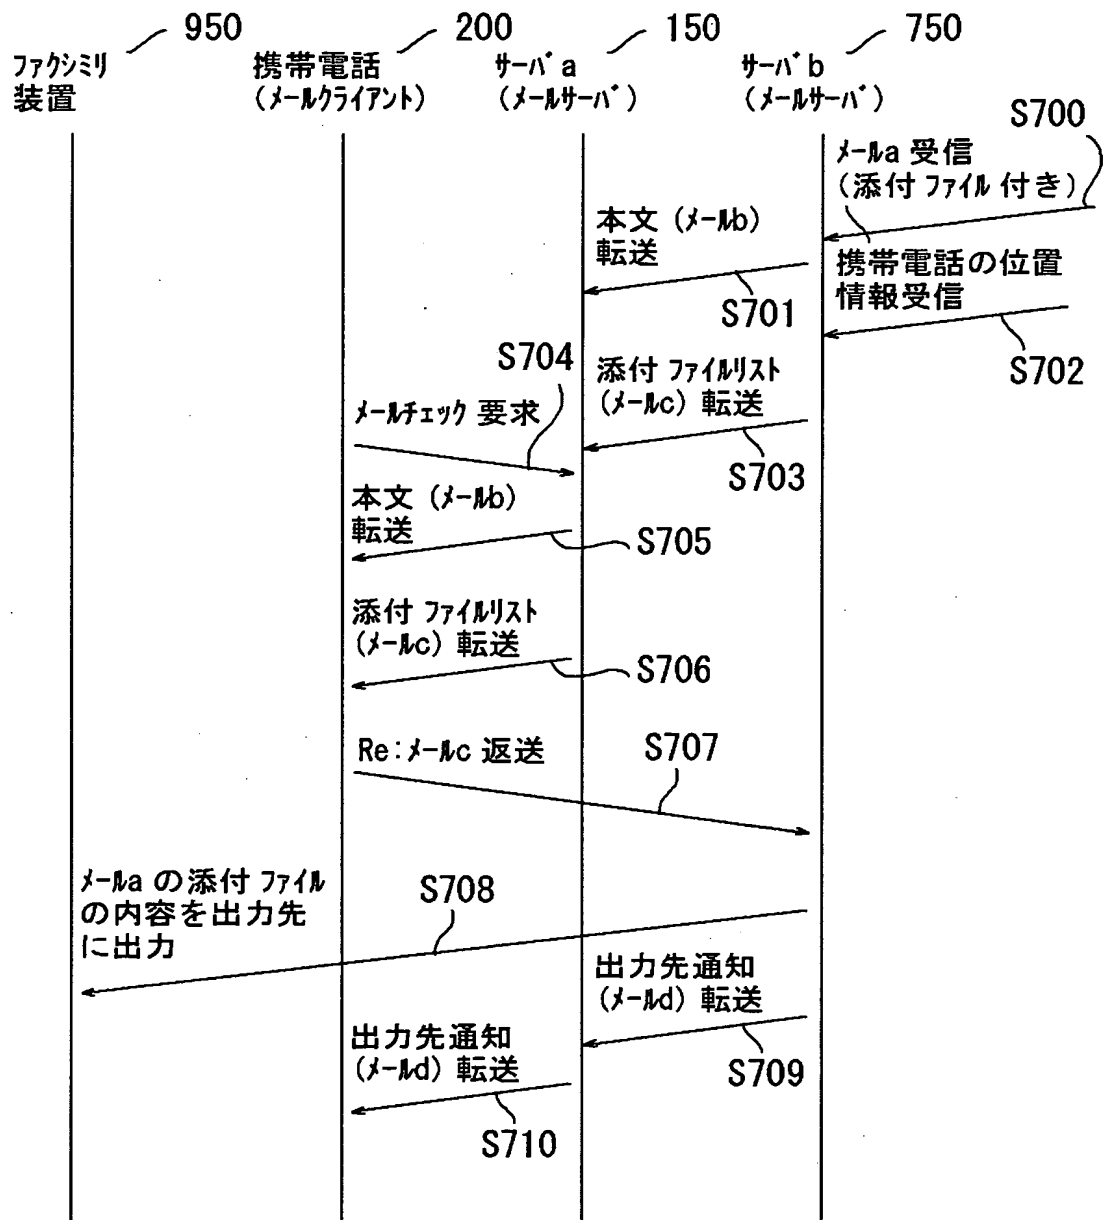 950
ﾌｧｸｼﾐﾘ
装置
200
携帯電話
(ﾒｰﾙｸﾗｲｱﾝﾄ)
150
ｻｰﾊﾞa
(ﾒｰﾙｻｰﾊﾞ)
750
ｻｰﾊﾞb
(ﾒｰﾙｻｰﾊﾞ)
S700
ﾒｰﾙa 受信
(添付 ﾌｧｲﾙ 付き)
本文 (ﾒｰﾙb)
転送
S701
携帯電話の位置
情報受信
S702
添付 ﾌｧｲﾙﾘｽﾄ
(ﾒｰﾙc) 転送
S703
S704
ﾒｰﾙﾁｪｯｸ 要求
本文 (ﾒｰﾙb)
転送
S705
添付 ﾌｧｲﾙﾘｽﾄ
(ﾒｰﾙc) 転送
S706
Re:ﾒｰﾙc 返送
S707
ﾒｰﾙa の添付 ﾌｧｲﾙ
の内容を出力先
に出力
S708
出力先通知
(ﾒｰﾙd) 転送
S709
出力先通知
(ﾒｰﾙd) 転送
S710